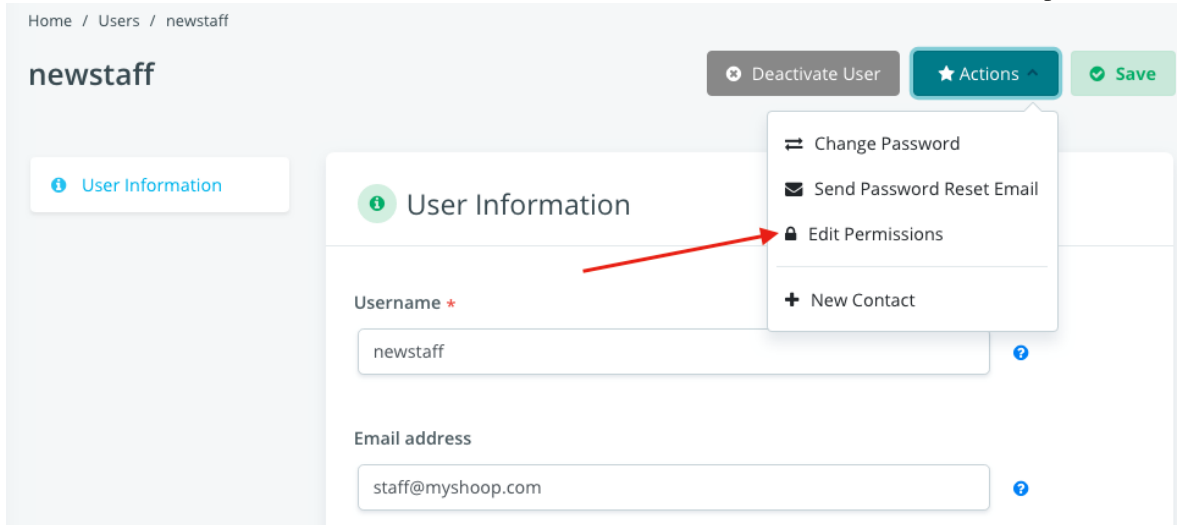 Home / Users / newstaff
newstaff
Deactivate User
Actions
Save
Change Password
Send Password Reset Email
Edit Permissions
New Contact
User Information
User Information
Username *
newstaff
Email address
staff@myshoop.com